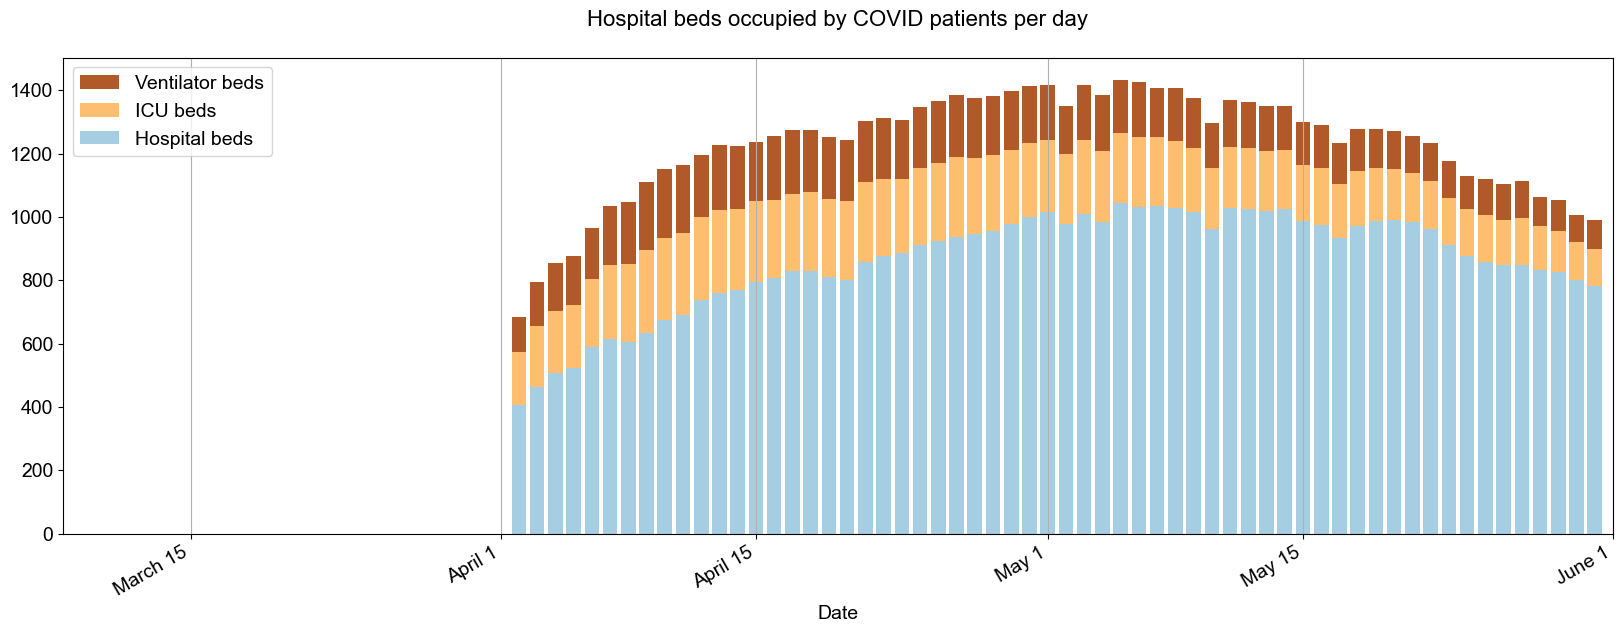 Hospital beds occupied by COVID patients per day
Ventilator beds
ICU beds
Hospital beds
1400
1200
1000
800
600
400
200
0
March 15
April 1
April 15
May 1
May 15
June 1
Date